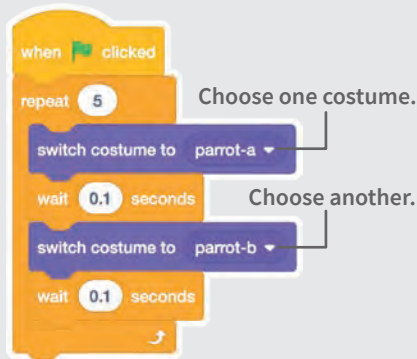 when clicked
repeat 5
Choose one costume.
switch costume to parrot-a
wait 0.1 seconds
Choose another.
switch costume to parrot-b
wait 0.1 seconds